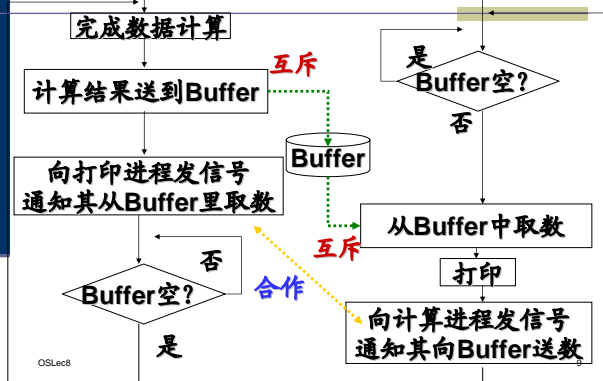 完成数据计算
计算结果送到Buffer
互斥
Buffer
向打印进程发信号
通知其从Buffer里取数
否
Buffer空?
是
合作
是
Buffer空?
否
从Buffer中取数
互斥
打印
向计算进程发信号
通知其向Buffer送数
OSLec8
9